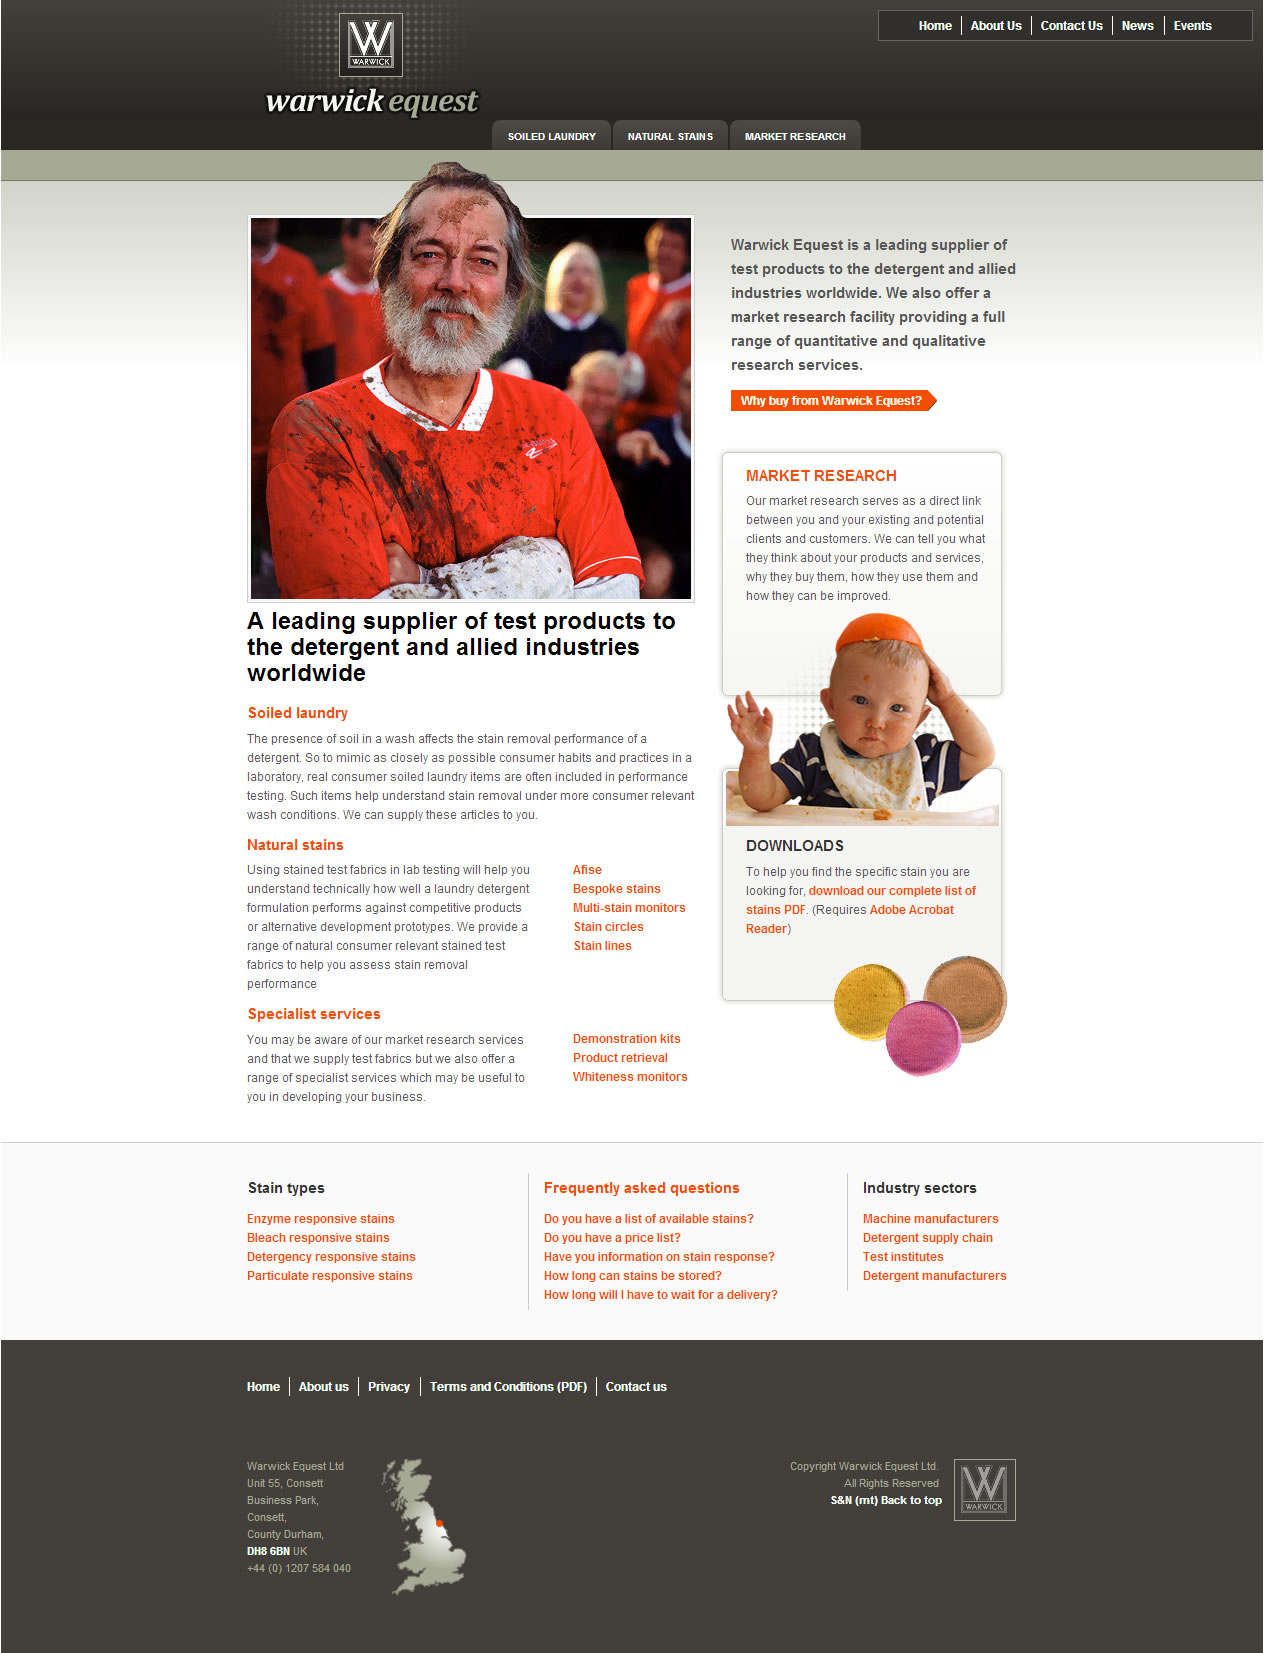 W
WARWICK
warwick equest
Home
About Us
Contact Us
News
Events
SOILED LAUNDRY
NATURAL STAINS
MARKET RESEARCH
Warwick Equest is a leading supplier of
test products to the detergent and allied
industries worldwide. We also offer a
market research facility providing a full
range of quantitative and qualitative
research services.
Why buy from Warwick Equest?
MARKET RESEARCH
Our market research serves as a direct link
between you and your existing and potential
clients and customers. We can tell you what
they think about your products and services,
why they buy them, how they use them and
how they can be improved.
A leading supplier of test products to
the detergent and allied industries
worldwide
Soiled laundry
The presence of soil in a wash affects the stain removal performance of a
detergent. So to mimic as closely as possible consumer habits and practices in a
laboratory, real consumer soiled laundry items are often included in performance
testing. Such items help understand stain removal under more consumer relevant
wash conditions. We can supply these articles to you.
Natural stains
Using stained test fabrics in lab testing will help you
understand technically how well a laundry detergent
formulation performs against competitive products
or alternative development prototypes. We provide a
range of natural consumer relevant stained test
fabrics to help you assess stain removal
performance
Afise
Bespoke stains
Multi-stain monitors
Stain circles
Stain lines
Specialist services
You may be aware of our market research services
and that we supply test fabrics but we also offer a
range of specialist services which may be useful to
you in developing your business.
Demonstration kits
Product retrieval
Whiteness monitors
DOWNLOADS
To help you find the specific stain you are
looking for, download our complete list of
stains PDF. (Requires Adobe Acrobat
Reader)
Stain types
Enzyme responsive stains
Bleach responsive stains
Detergency responsive stains
Particulate responsive stains
Frequently asked questions
Do you have a list of available stains?
Do you have a price list?
Have you information on stain response?
How long can stains be stored?
How long will I have to wait for a delivery?
Industry sectors
Machine manufacturers
Detergent supply chain
Test institutes
Detergent manufacturers
Home
About us
Privacy
Terms and Conditions (PDF)
Contact us
Warwick Equest Ltd
Unit 55, Consett
Business Park,
Consett,
County Durham,
DH8 6BN UK
+44 (0) 1207 584 040
Copyright Warwick Equest Ltd.
All Rights Reserved
S&N (mt) Back to top
W
WARWICK